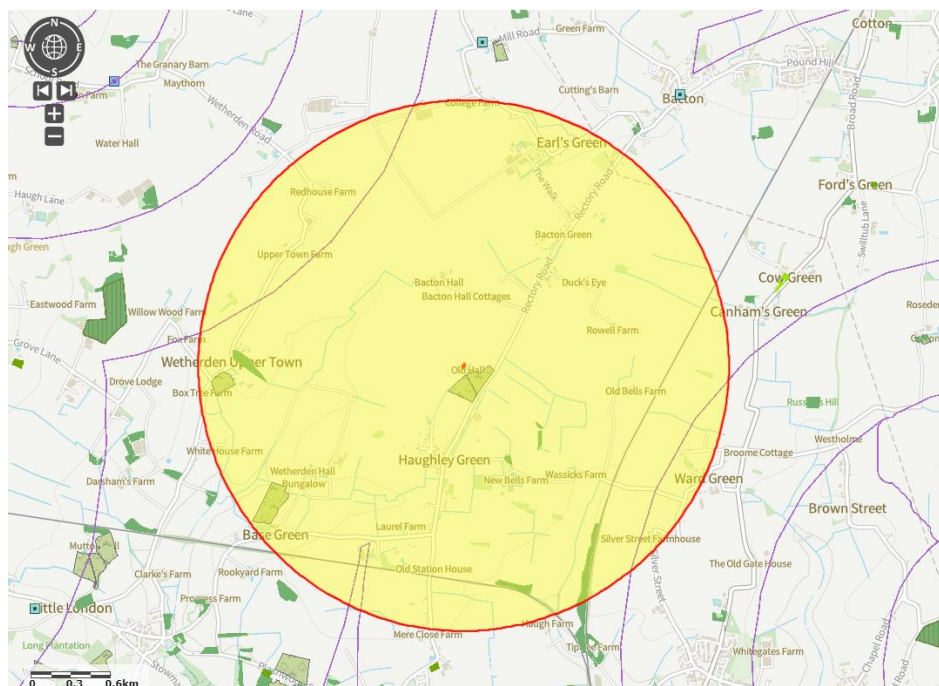 Cotton
Mill Road
Green Farm
N
W
E
S
The Granary Barn
Maythorn
Pound Hill
Cutting's Barn
Bacton
Broad Road
College Farm
Wetherden Road
Water Hall
Earl's Green
The Walk
Rectory Road
Redhouse Farm
Haugh Lane
Ford's Green
Swilltub Lane
Bacton Green
Upper Town Farm
Bacton Hall
Duck's Eye
Cow Green
Bacton Hall Cottages
Eastwood Farm
Willow Wood Farm
Rectory Road
Canham's Green
Rowell Farm
Fox Farm
Grove Lane
Wetherden Upper Town
Old Hall
Drove Lodge
Box Tree Farm
Old Bells Farm
Westholme
White House Farm
Broome Cottage
Haughley Green
Wetherden Hall
Bungalow
Wassicks Farm
New Bells Farm
Ward Green
Darsham's Farm
Brown Street
Laurel Farm
Base Green
Silver Street Farmhouse
Old Station House
The Old Gate House
Clarke's Farm
Rookyard Farm
Silver Street
Progress Farm
Little London
Haugh Farm
Mere Close Farm
Chapel Road
Long Plantation
Whitegates Farm
0
0.3
0.6km